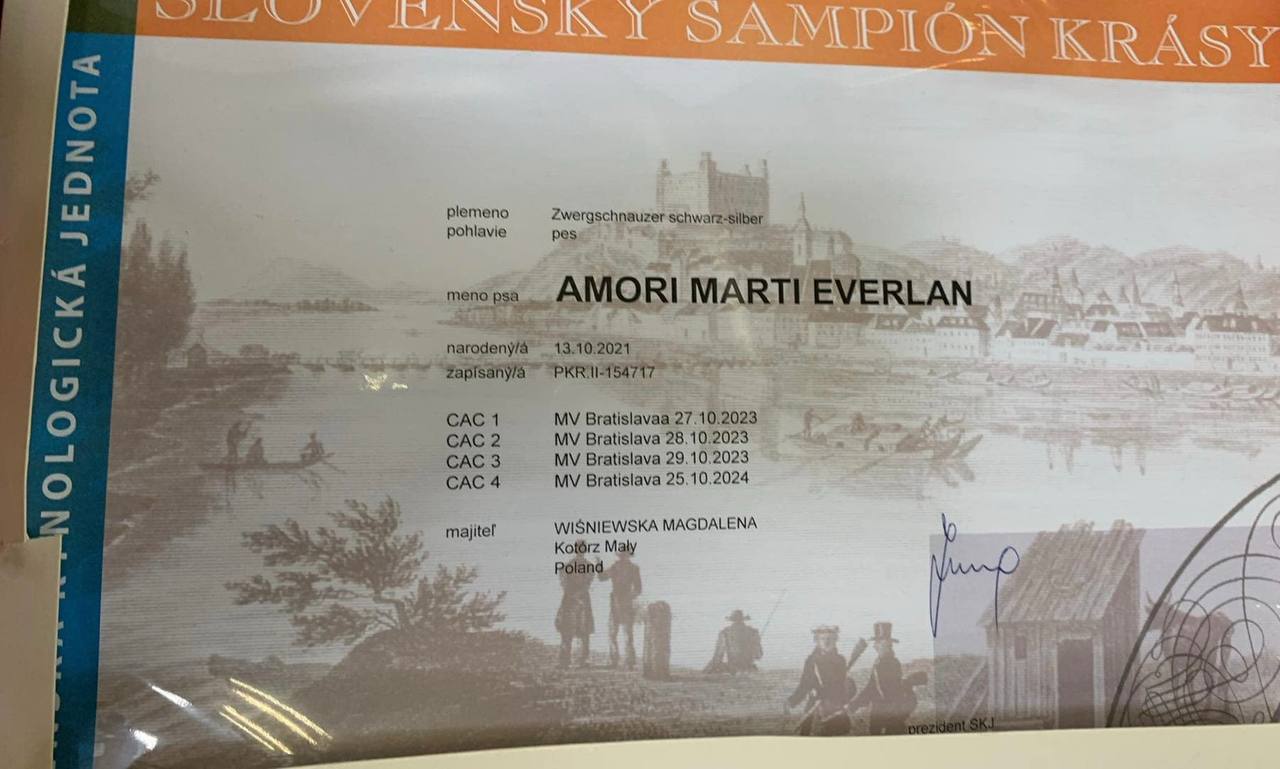 SLOVENSKÝ ŠAMPIÓN KRÁSY
NOLOGICKÁ JEDNOTA
plemeno Zwergschnauzer schwarz-silber
pohlavie pes
meno psa AMORI MARTI EVERLAN
narodený/á 13.10.2021
zapísaný/á PKR.II-154717
CAC 1 MV Bratislavaa 27.10.2023
CAC 2 MV Bratislava 28.10.2023
CAC 3 MV Bratislava 29.10.2023
CAC 4 MV Bratislava 25.10.2024
majiteľ WIŚNIEWSKA MAGDALENA
Kotórz Mały
Poland
prezident SKJ